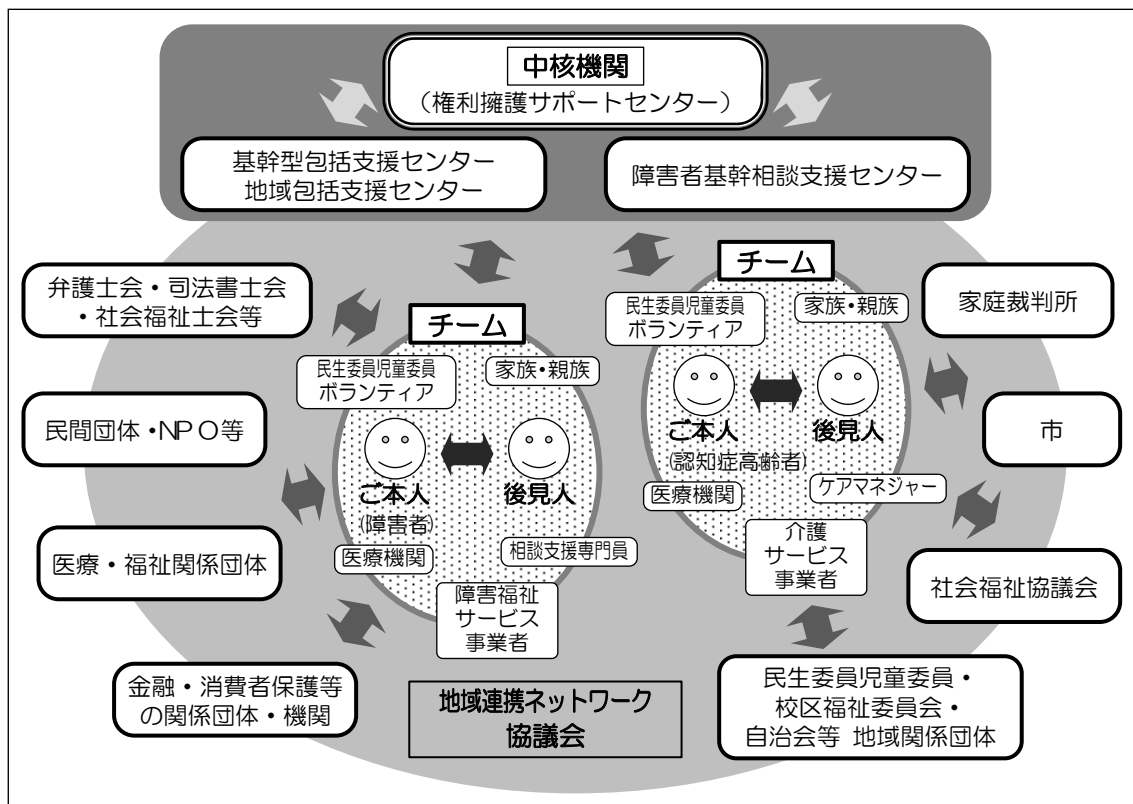 中核機関
(権利擁護サポートセンター)
基幹型包括支援センター
地域包括支援センター
障害者基幹相談支援センター
弁護士会・司法書士会
・社会福祉士会等
民間団体・NPO等
医療・福祉関係団体
金融・消費者保護等
の関係団体・機関
チーム
民生委員児童委員
ボランティア
家族・親族
ご本人
(障害者)
後見人
医療機関
相談支援専門員
障害福祉
サービス
事業者
チーム
民生委員児童委員
ボランティア
家族・親族
ご本人
(認知症高齢者)
後見人
医療機関
ケアマネジャー
介護
サービス
事業者
家庭裁判所
市
社会福祉協議会
民生委員児童委員・
校区福祉委員会・
自治会等 地域関係団体
地域連携ネットワーク
協議会